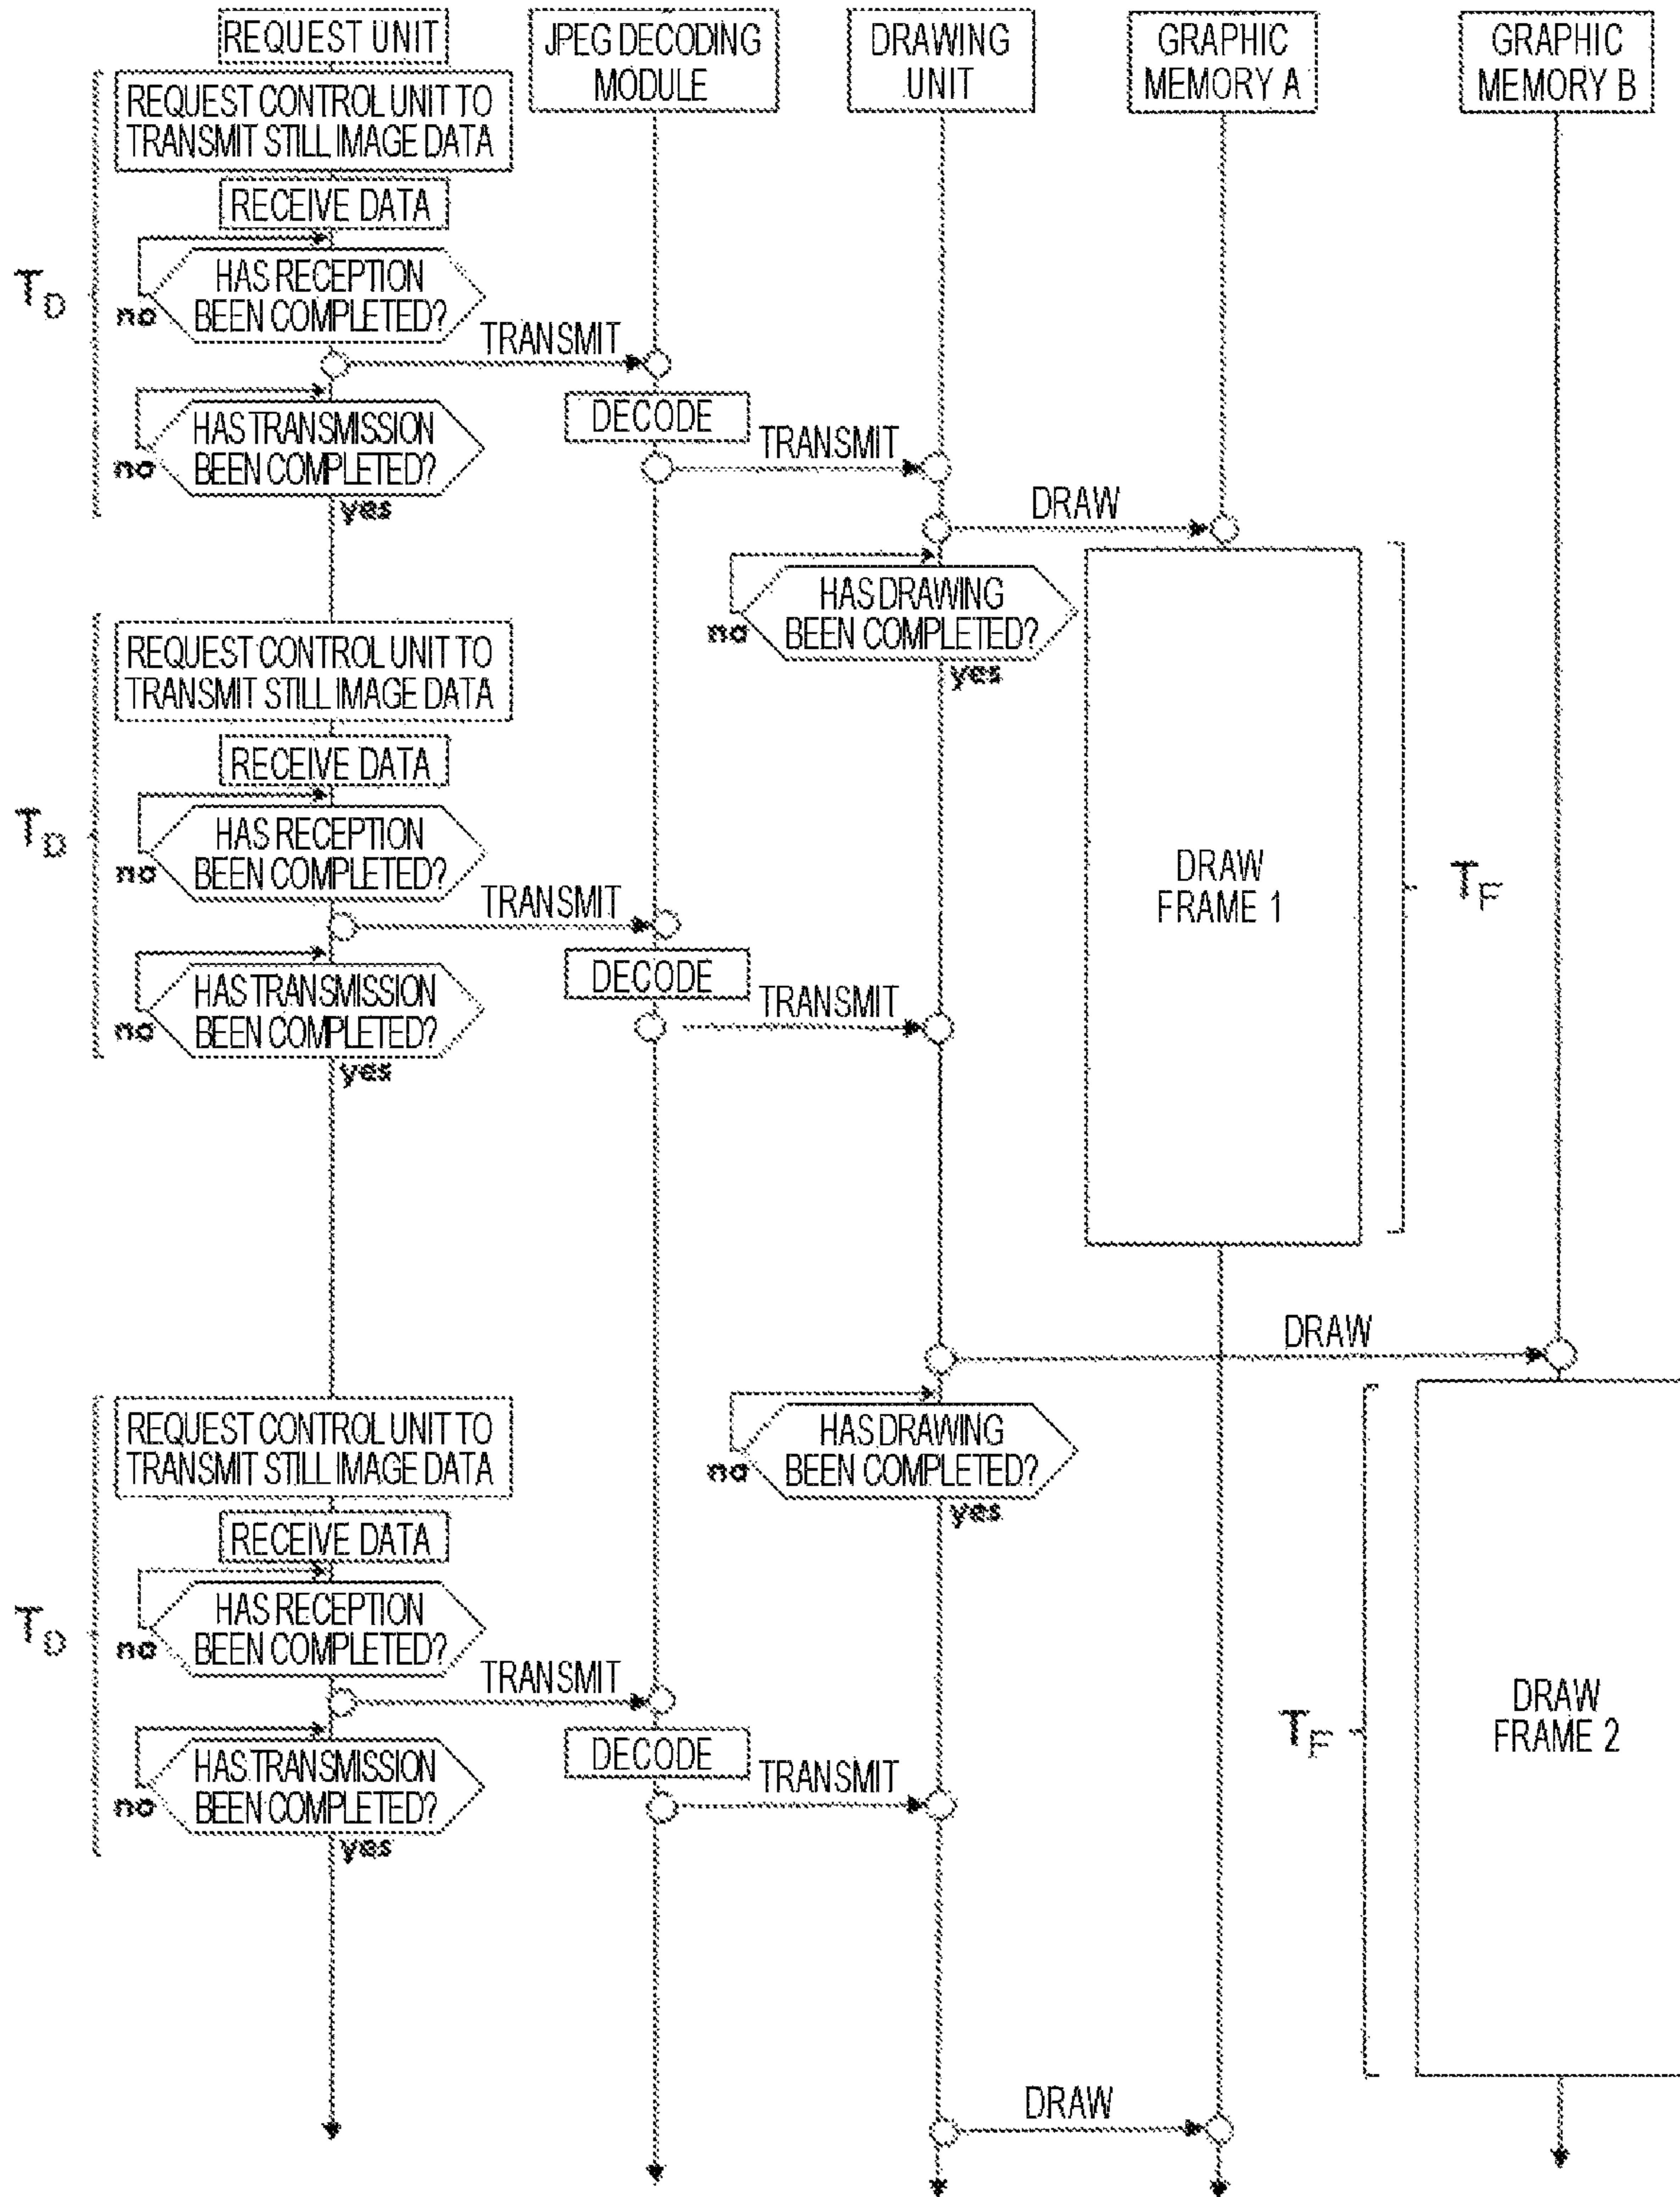 REQUEST UNIT
JPEG DECODING
MODULE
DRAWING
UNIT
GRAPHIC
MEMORY A
GRAPHIC
MEMORY B
REQUEST CONTROL UNIT TO
TRANSMIT STILL IMAGE DATA
RECEIVE DATA
T_D
HAS RECEPTION
BEEN COMPLETED?
no
TRANSMIT
DECODE
HAS TRANSMISSION
BEEN COMPLETED?
no
yes
TRANSMIT
DRAW
HAS DRAWING
BEEN COMPLETED?
no
yes
REQUEST CONTROL UNIT TO
TRANSMIT STILL IMAGE DATA
RECEIVE DATA
T_D
HAS RECEPTION
BEEN COMPLETED?
no
DRAW
FRAME 1
T_F
TRANSMIT
DECODE
HAS TRANSMISSION
BEEN COMPLETED?
no
yes
TRANSMIT
DRAW
REQUEST CONTROL UNIT TO
TRANSMIT STILL IMAGE DATA
HAS DRAWING
BEEN COMPLETED?
no
yes
RECEIVE DATA
T_D
HAS RECEPTION
BEEN COMPLETED?
no
TRANSMIT
DECODE
T_F
DRAW
FRAME 2
HAS TRANSMISSION
BEEN COMPLETED?
no
yes
TRANSMIT
DRAW